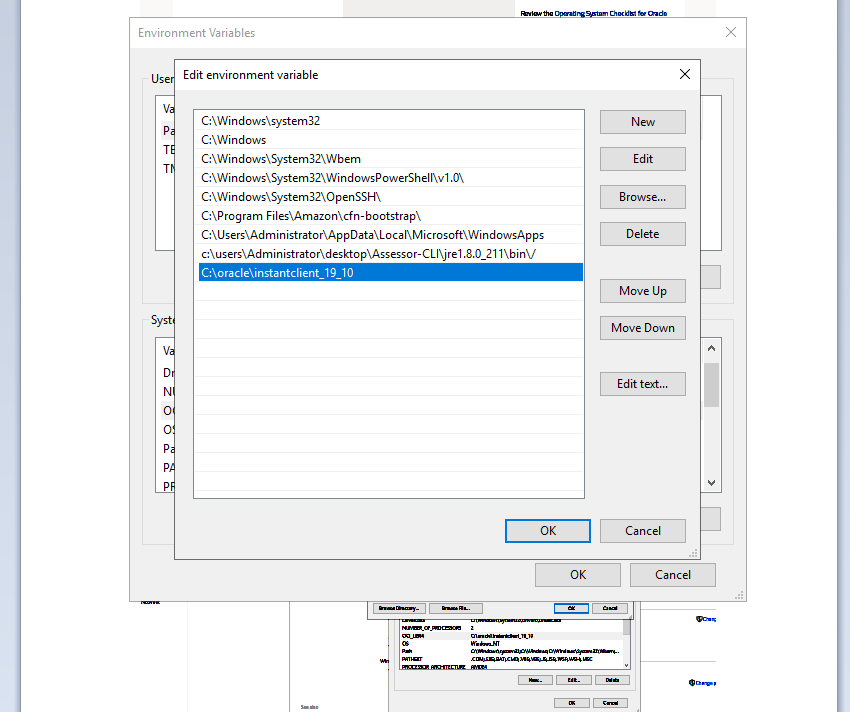 Review the Operating System Checklist for Oracle
Environment Variables
Edit environment variable
User
Va
Pa
TE
TM
C:\Windows\system32
C:\Windows
C:\Windows\System32\Wbem
C:\Windows\System32\WindowsPowerShell\v1.0\
C:\Windows\System32\OpenSSH\
C:\Program Files\Amazon\cfn-bootstrap\
C:\Users\Administrator\AppData\Local\Microsoft\WindowsApps
c:\users\Administrator\desktop\Assessor-CLI\jre1.8.0_211\bin\/
C:\oracle\instantclient_19_10
New
Edit
Browse...
Delete
Move Up
Move Down
Edit text...
Syste
Va
Dr
NU
OC
OS
Pa
PA
PR
OK Cancel
OK Cancel
Browse Directory... Browse File... OK Cancel
NUMBER_OF_PROCESSORS 2
OCI_LIB64 C:\oracle\instantclient_19_10
OS Windows_NT
Path C:\Windows\system32;C:\Windows;C:\Windows\System32\Wbem;...
PATHEXT .COM;.EXE;.BAT;.CMD;.VBS;.VBE;.JS;.JSE;.WSF;.WSH;.MSC
PROCESSOR_ARCHITECTURE AMD64
New... Edit... Delete
OK Cancel
Win
Chang
Change p
See also